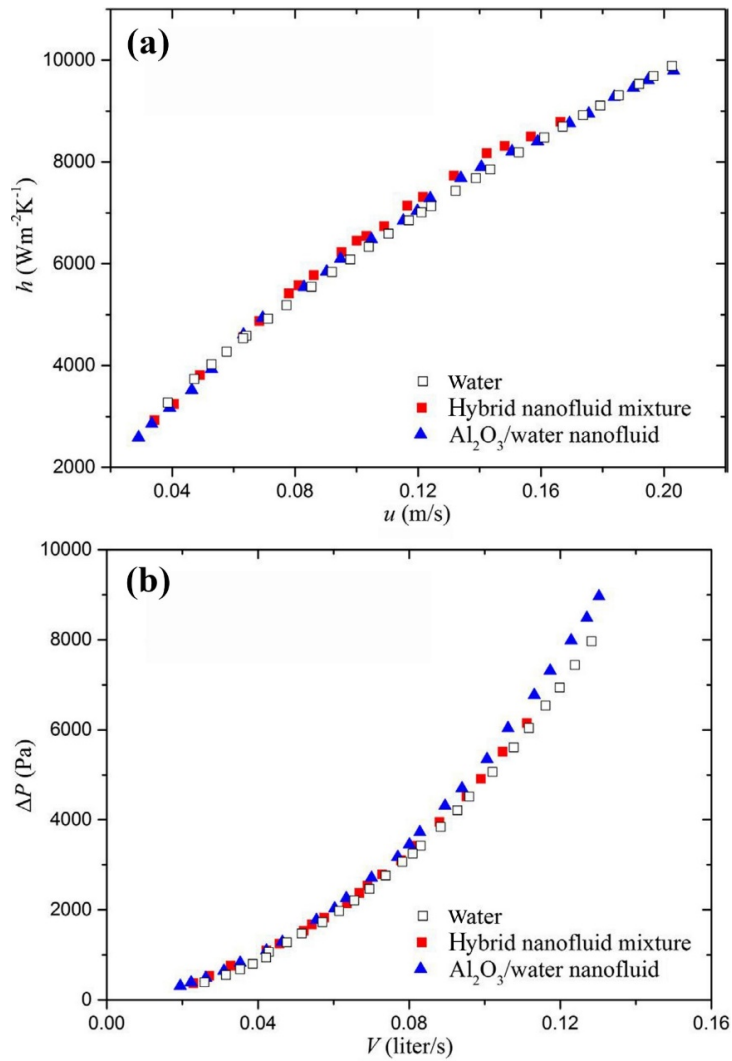 (a)
10000
8000
6000
4000
2000
h (Wm⁻²K⁻¹)
Water
Hybrid nanofluid mixture
Al₂O₃/water nanofluid
0.04 0.08 0.12 0.16 0.20
u (m/s)
(b)
10000
8000
6000
4000
2000
0
ΔP (Pa)
Water
Hybrid nanofluid mixture
Al₂O₃/water nanofluid
0.00 0.04 0.08 0.12 0.16
V (liter/s)